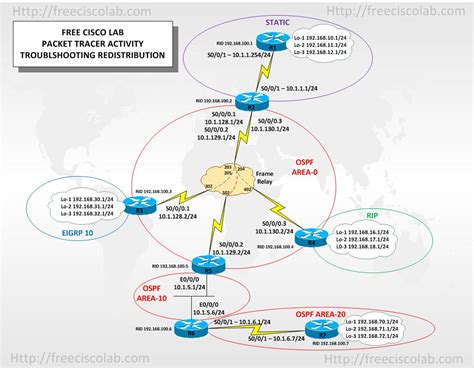 Http://freeciscolab.com
Http://freeciscolab.com
FREE CISCO LAB
PACKET TRACER ACTIVITY
TROUBLSHOOTING REDISTRIBUTION
STATIC
RID 192.168.100.1
R1
Lo-1 192.168.10.1/24
Lo-2 192.168.11.1/24
Lo-3 192.168.12.1/24
S0/0/1 – 10.1.1.254/24
S0/0/1 – 10.1.1.1/24
RID 192.168.100.2
R2
S0/0/0.1
10.1.128.1/24
S0/0/0.2
10.1.129.1/24
S0/0/0.3
10.1.130.1/24
OSPF
AREA-0
203
205
204
302
402
502
Frame
Relay
Lo-1 192.168.30.1/24
Lo-2 192.168.31.1/24
Lo-3 192.168.32.1/24
EIGRP 10
RID 192.168.100.3
R3
S0/0/0.1
10.1.128.2/24
S0/0/0.3
10.1.130.2/24
RID 192.168.100.4
R4
RIP
Lo-1 192.168.16.1/24
Lo-2 192.168.17.1/24
Lo-3 192.168.18.1/24
S0/0/0.2
10.1.129.2/24
RID 192.168.100.5
R5
E0/0/0
10.1.5.1/24
OSPF
AREA-10
E0/0/0
10.1.5.6/24
RID 192.168.100.6
R6
S0/0/1 – 10.1.6.1/24
S0/0/1 – 10.1.6.7/24
OSPF AREA-20
R7
RID 192.168.100.7
Lo-1 192.168.70.1/24
Lo-2 192.168.71.1/24
Lo-3 192.168.72.1/24
Http://freeciscolab.com
Http://freeciscolab.com